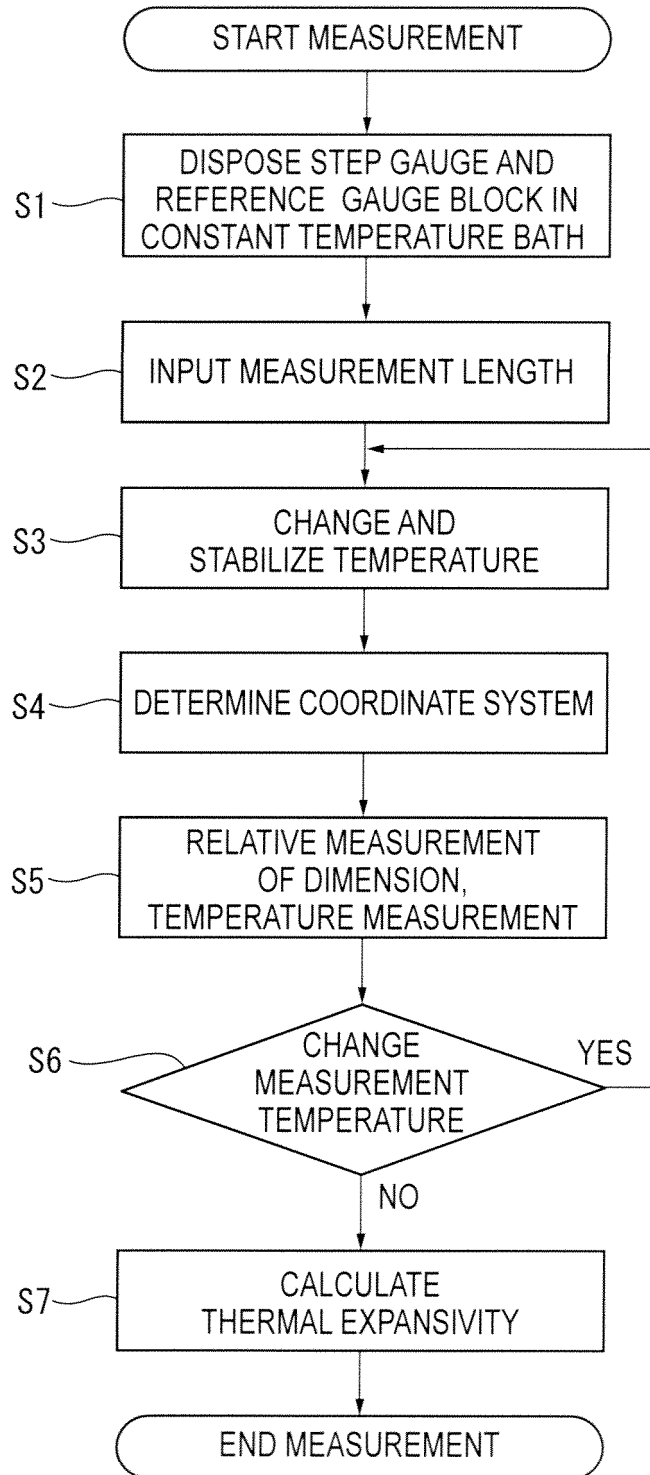 START MEASUREMENT
S1
DISPOSE STEP GAUGE AND
REFERENCE GAUGE BLOCK IN
CONSTANT TEMPERATURE BATH
S2
INPUT MEASUREMENT LENGTH
S3
CHANGE AND
STABILIZE TEMPERATURE
S4
DETERMINE COORDINATE SYSTEM
S5
RELATIVE MEASUREMENT
OF DIMENSION,
TEMPERATURE MEASUREMENT
S6
CHANGE
MEASUREMENT
TEMPERATURE
YES
NO
S7
CALCULATE
THERMAL EXPANSIVITY
END MEASUREMENT